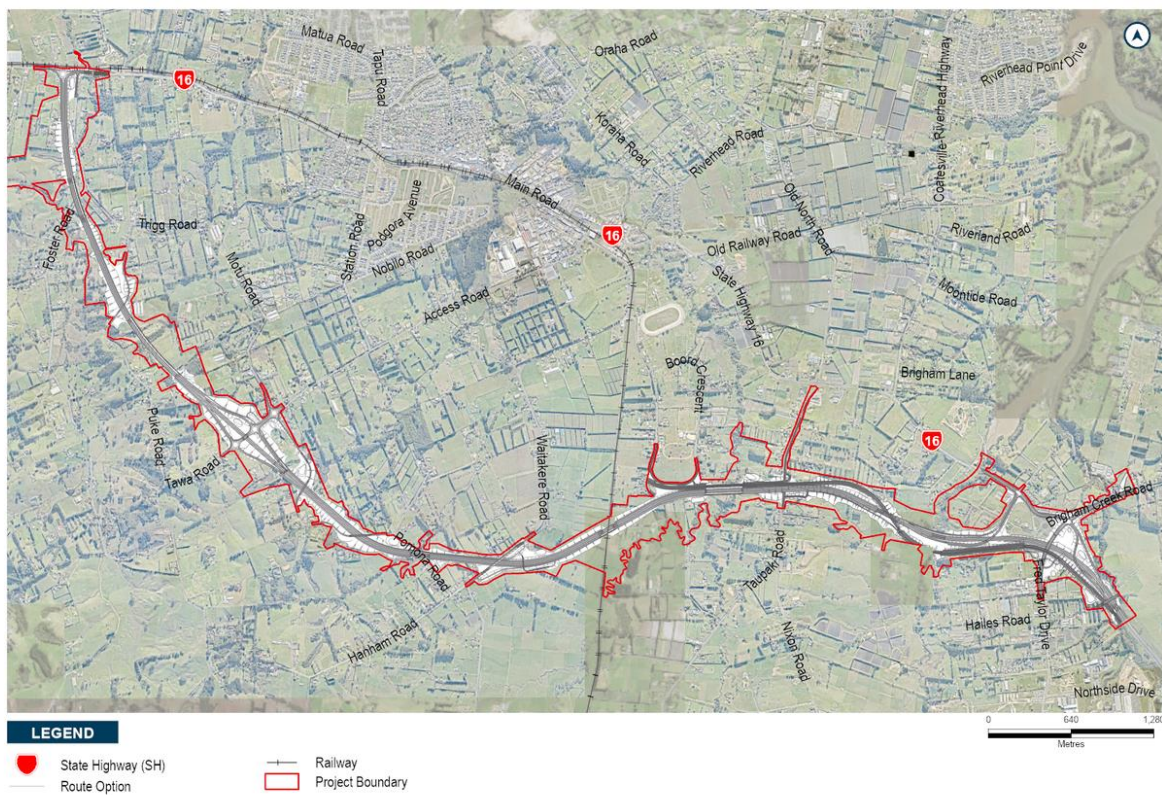 Matua Road
Tapu Road
Oraha Road
Coatesville-Riverhead Highway
Riverhead Point Drive
16
Koraha Road
Riverhead Road
Main Road
Foster Road
Trigg Road
Station Road
Podgora Avenue
Nobilo Road
Motu Road
Access Road
16
Old Railway Road
Old North Road
Riverland Road
State Highway 16
Moontide Road
Boord Crescent
Brigham Lane
Puke Road
Tawa Road
Waitakere Road
16
Brigham Creek Road
Pomona Road
Taupaki Road
Fred Taylor Drive
Hanham Road
Nixon Road
Hailes Road
Northside Drive
LEGEND
State Highway (SH)
Route Option
Railway
Project Boundary
0 640 1,280
Metres